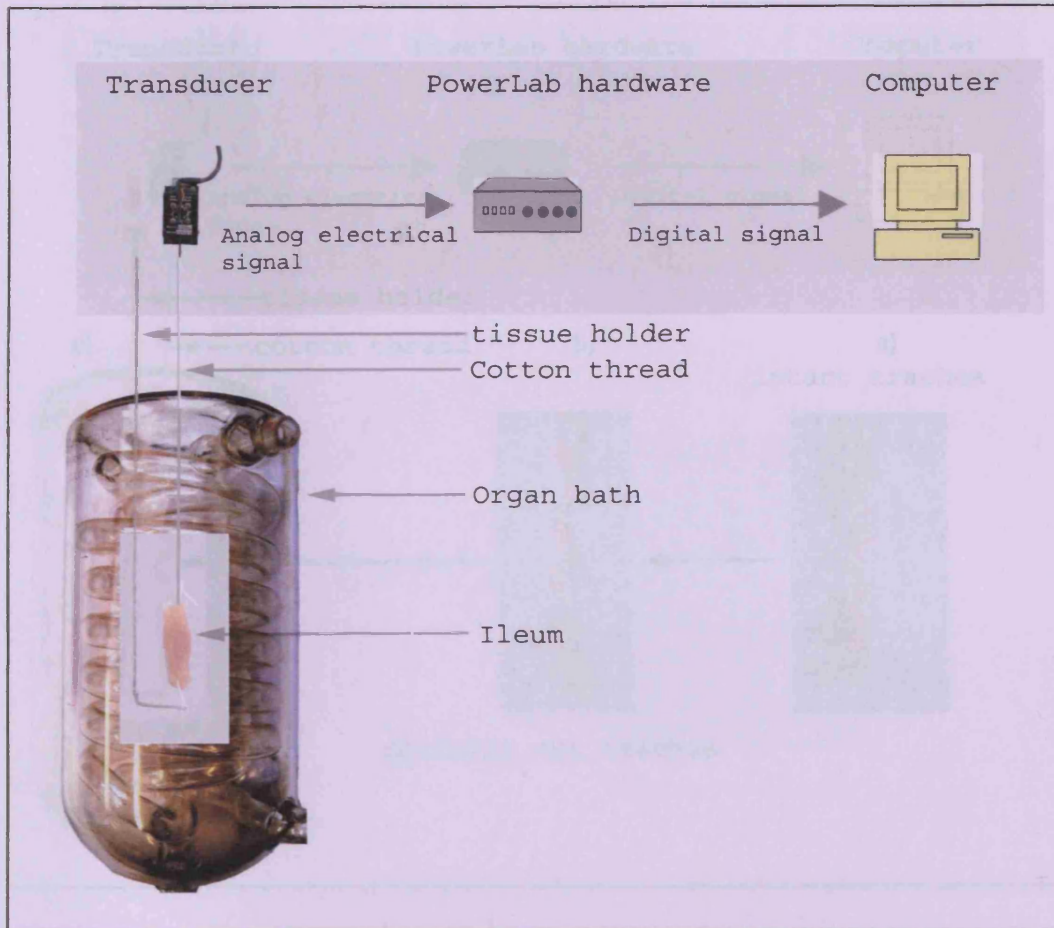 Transducer PowerLab hardware Computer
Analog electrical
signal
Digital signal
tissue holder
Cotton thread
Organ bath
Ileum